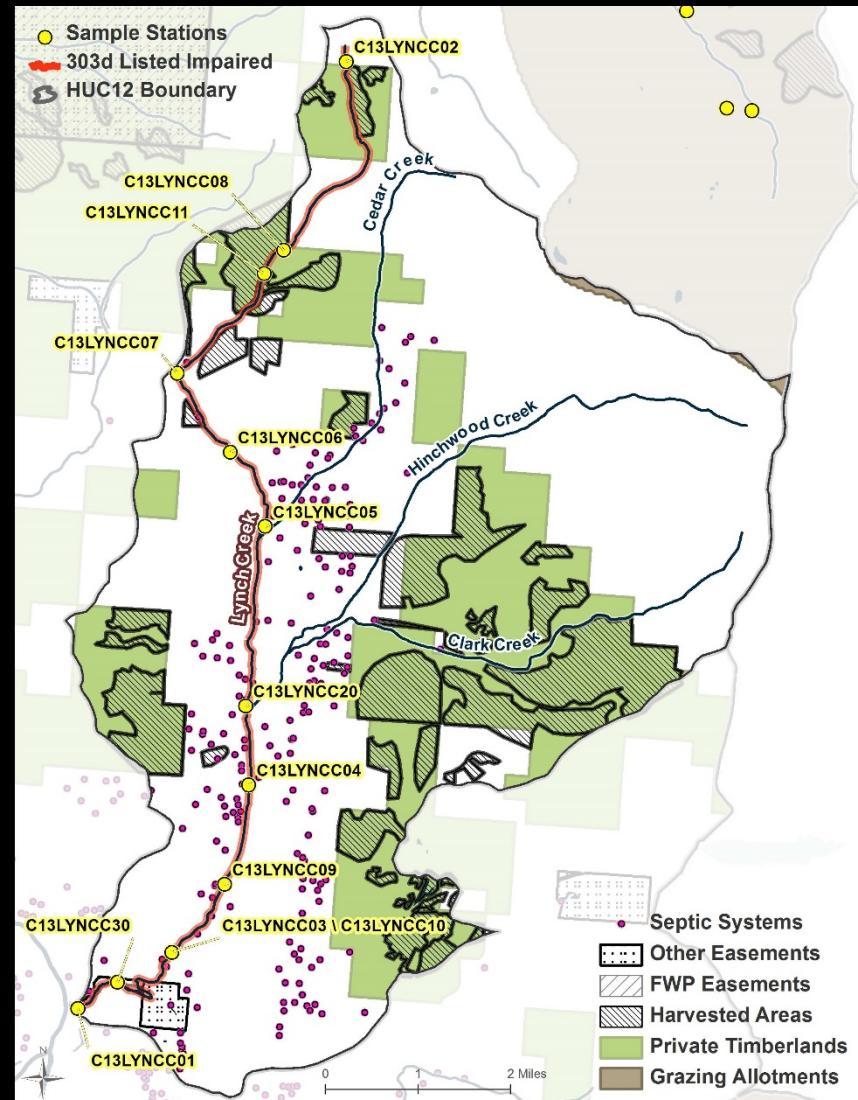 Sample Stations
303d Listed Impaired
HUC12 Boundary
C13LYNCC02
Cedar Creek
C13LYNCC08
C13LYNCC11
C13LYNCC07
Hinchwood Creek
C13LYNCC06
C13LYNCC05
Lynch Creek
Clark Creek
C13LYNCC20
C13LYNCC04
C13LYNCC09
C13LYNCC30
C13LYNCC03 \ C13LYNCC10
C13LYNCC01
Septic Systems
Other Easements
FWP Easements
Harvested Areas
Private Timberlands
Grazing Allotments
N
0 1 2 Miles